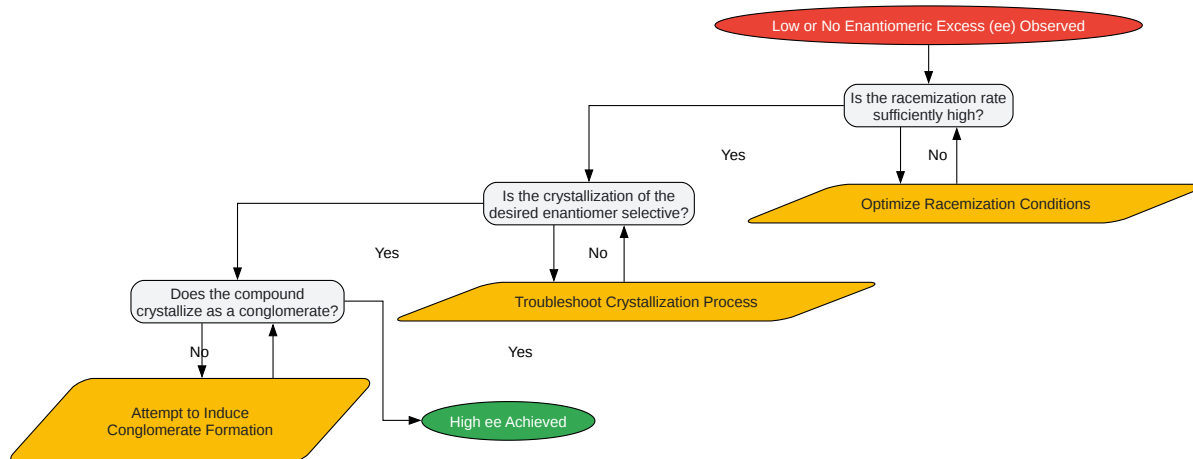 Low or No Enantiomeric Excess (ee) Observed
Is the racemization rate
sufficiently high?
Yes
No
Optimize Racemization Conditions
Is the crystallization of the
desired enantiomer selective?
Yes
No
Troubleshoot Crystallization Process
Does the compound
crystallize as a conglomerate?
No
Yes
Attempt to Induce
Conglomerate Formation
High ee Achieved